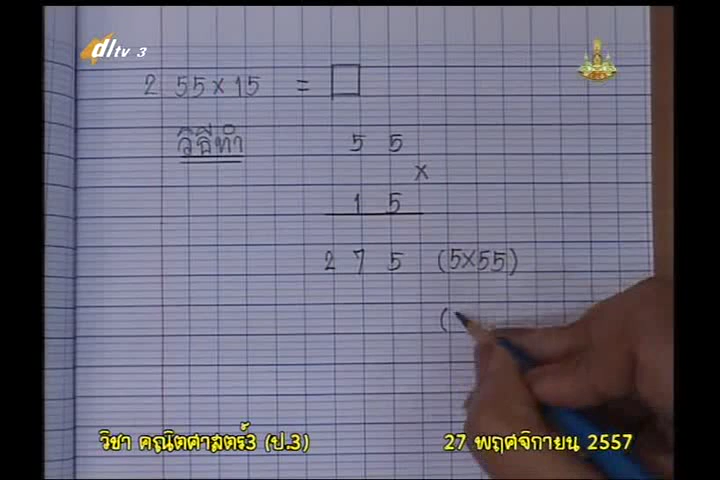 dltv 3
2 55×15 = □
วิธีทำ 5 5
×
1 5
2 7 5 (5×55)
(
วิชา คณิตศาสตร์3 (ป.3) 27 พฤศจิกายน 2557